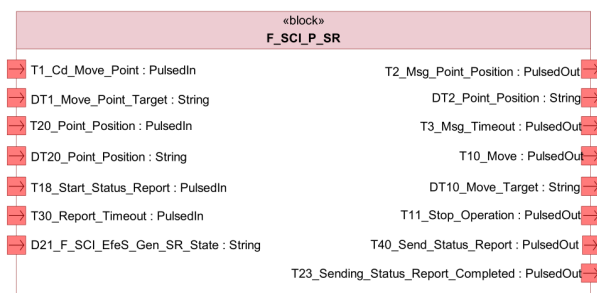 «block»
F_SCI_P_SR
T1_Cd_Move_Point : PulsedIn
DT1_Move_Point_Target : String
T20_Point_Position : PulsedIn
DT20_Point_Position : String
T18_Start_Status_Report : PulsedIn
T30_Report_Timeout : PulsedIn
D21_F_SCI_EfeS_Gen_SR_State : String
T2_Msg_Point_Position : PulsedOut
DT2_Point_Position : String
T3_Msg_Timeout : PulsedOut
T10_Move : PulsedOut
DT10_Move_Target : String
T11_Stop_Operation : PulsedOut
T40_Send_Status_Report : PulsedOut
T23_Sending_Status_Report_Completed : PulsedOut